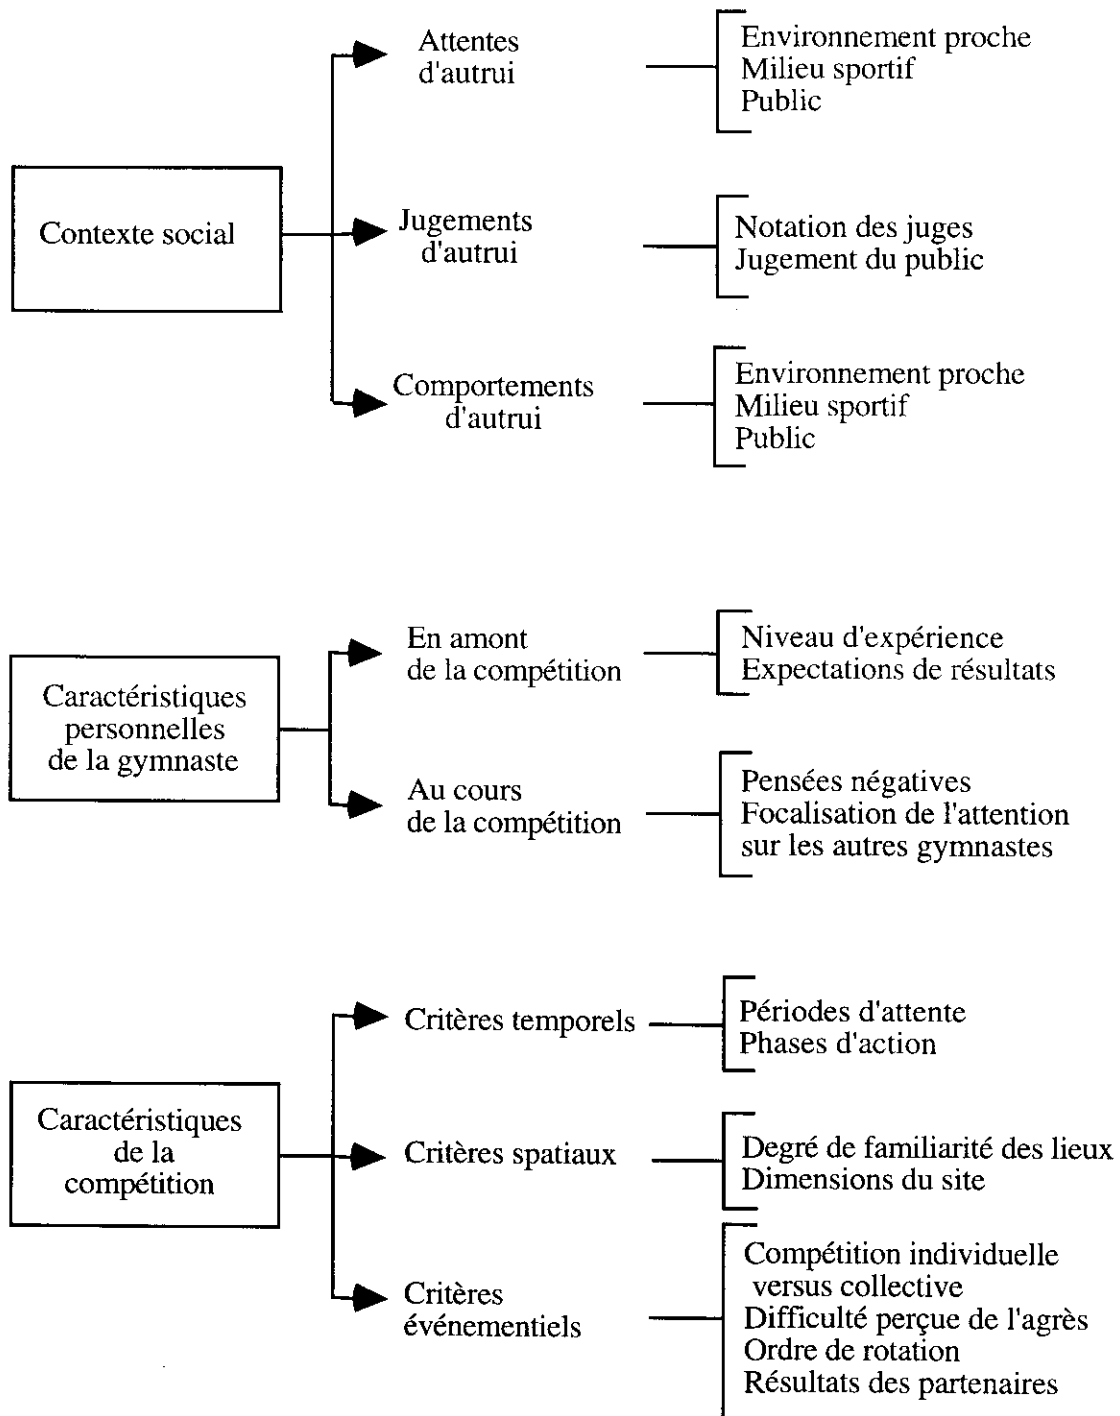 Attentes
d'autrui
Environnement proche
Milieu sportif
Public
Contexte social
Jugements
d'autrui
Notation des juges
Jugement du public
Comportements
d'autrui
Environnement proche
Milieu sportif
Public
Caractéristiques
personnelles
de la gymnaste
En amont
de la compétition
Niveau d'expérience
Expectations de résultats
Au cours
de la compétition
Pensées négatives
Focalisation de l'attention
sur les autres gymnastes
Caractéristiques
de la
compétition
Critères temporels
Périodes d'attente
Phases d'action
Critères spatiaux
Degré de familiarité des lieux
Dimensions du site
Critères
événementiels
Compétition individuelle
versus collective
Difficulté perçue de l'agrès
Ordre de rotation
Résultats des partenaires